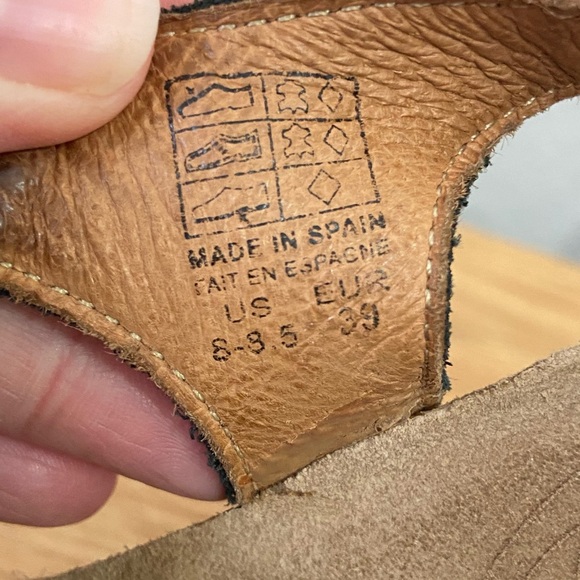 MADE IN SPAIN
FAIT EN ESPAGNE
US EUR
8-8.5 39